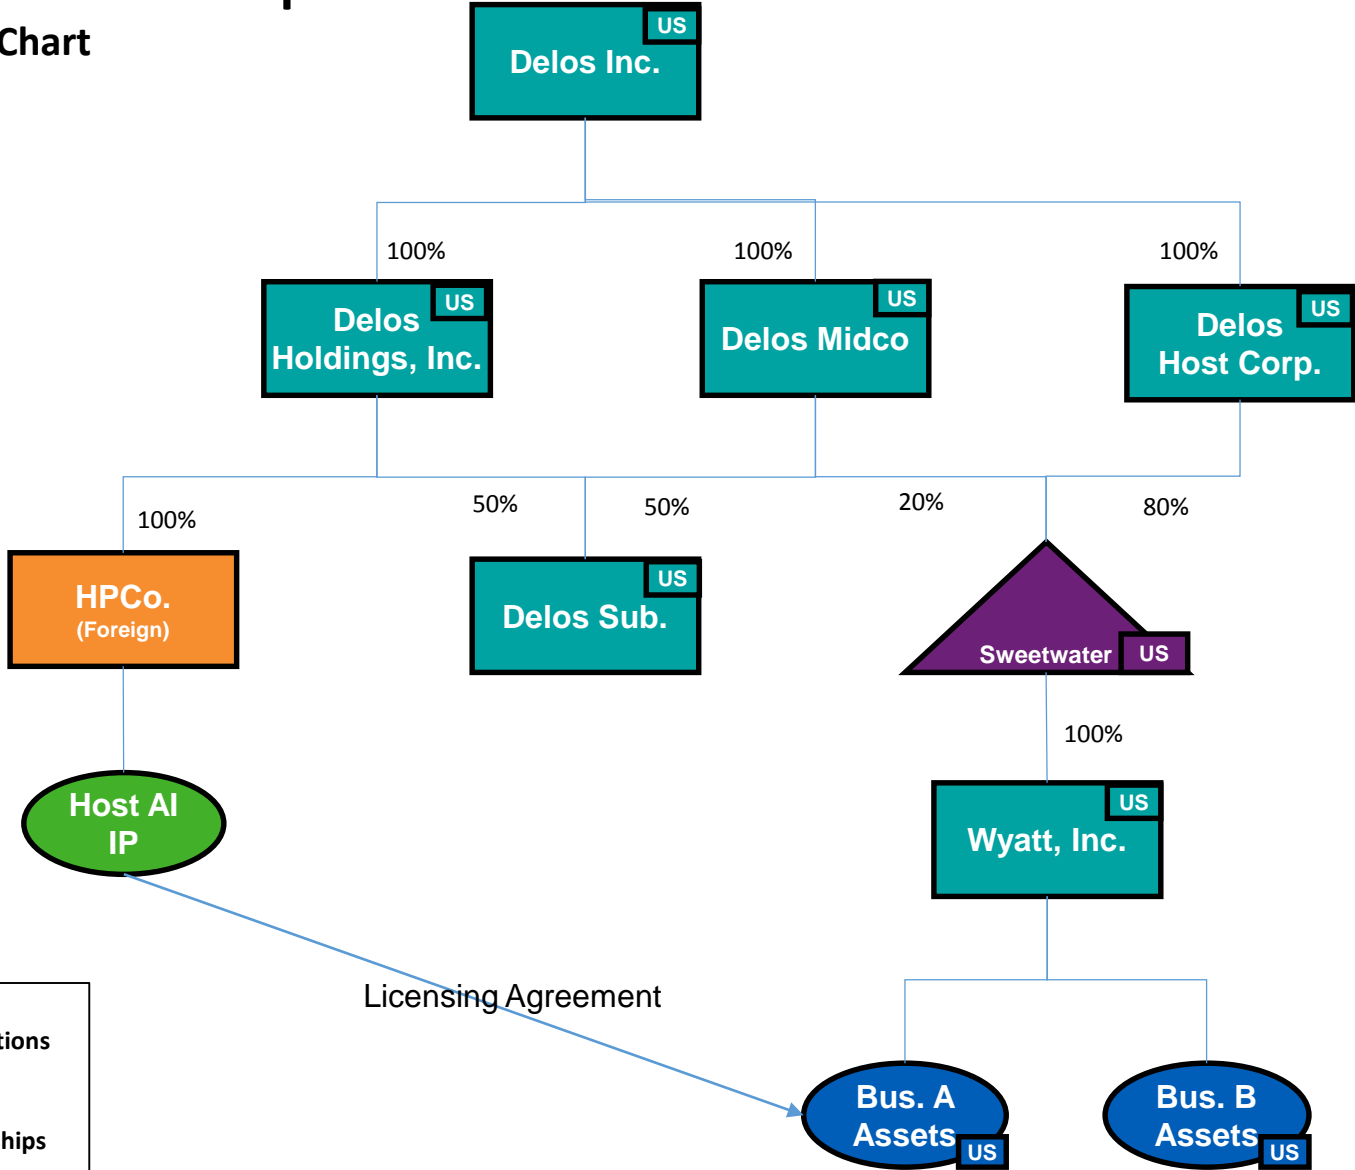 Chart
US
Delos Inc.
100%
100%
100%
US
Delos
Holdings, Inc.
US
Delos Midco
US
Delos
Host Corp.
100%
50%
50%
20%
80%
HPCo.
(Foreign)
US
Delos Sub.
Sweetwater
US
100%
Host AI
IP
US
Wyatt, Inc.
Licensing Agreement
tions
hips
Bus. A
Assets
US
Bus. B
Assets
US